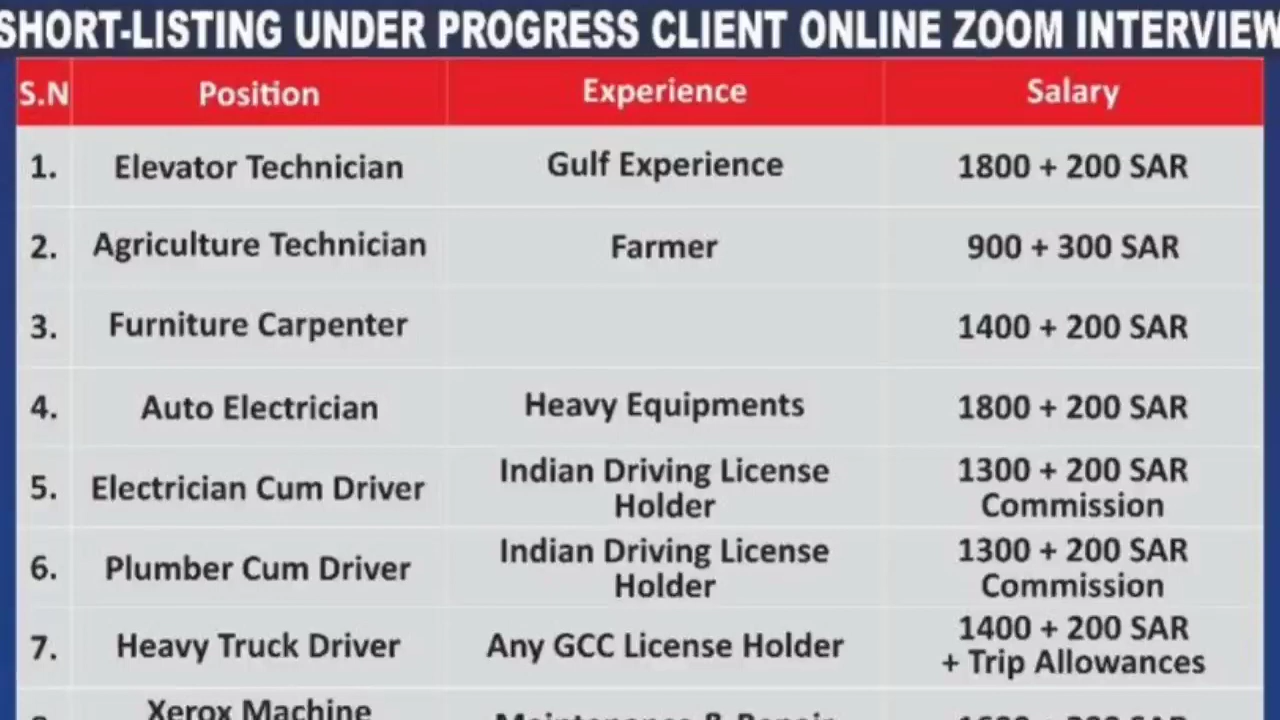 SHORT-LISTING UNDER PROGRESS CLIENT ONLINE ZOOM INTERVIEW
S.N Position Experience Salary
1. Elevator Technician Gulf Experience 1800 + 200 SAR
2. Agriculture Technician Farmer 900 + 300 SAR
3. Furniture Carpenter 1400 + 200 SAR
4. Auto Electrician Heavy Equipments 1800 + 200 SAR
5. Electrician Cum Driver Indian Driving License Holder 1300 + 200 SAR Commission
6. Plumber Cum Driver Indian Driving License Holder 1300 + 200 SAR Commission
7. Heavy Truck Driver Any GCC License Holder 1400 + 200 SAR + Trip Allowances
Xerox Machine Maintenance & Repair